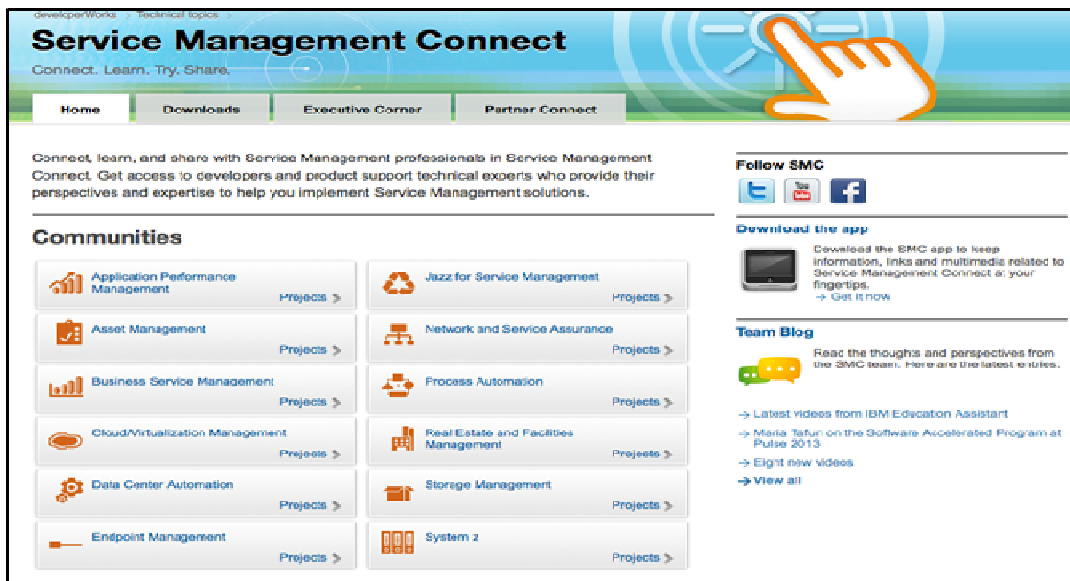 developerWorks > Technical topics >
Service Management Connect
Connect. Learn. Try. Share.
Home
Downloads
Executive Corner
Partner Connect
Connect, learn, and share with Service Management professionals in Service Management
Connect. Get access to developers and product support technical experts who provide their
perspectives and expertise to help you implement Service Management solutions.
Communities
Application Performance
Management
Projects
Jazz for Service Management
Projects
Asset Management
Projects
Network and Service Assurance
Projects
Business Service Management
Projects
Process Automation
Projects
Cloud/Virtualization Management
Projects
Real Estate and Facilities
Management
Projects
Data Center Automation
Projects
Storage Management
Projects
Endpoint Management
Projects
System z
Projects
Follow SMC
You
Tube
Download the app
Download the SMC app to keep
information, links and multimedia related to
Service Management Connect at your
fingertips.
→ Get it now
Team Blog
Read the thoughts and perspectives from
the SMC team. Here are the latest entries.
→ Latest videos from IBM Education Assistant
→ Maria Tafuri on the Software Accelerated Program at
Pulse 2013
→ Eight new videos
→ View all